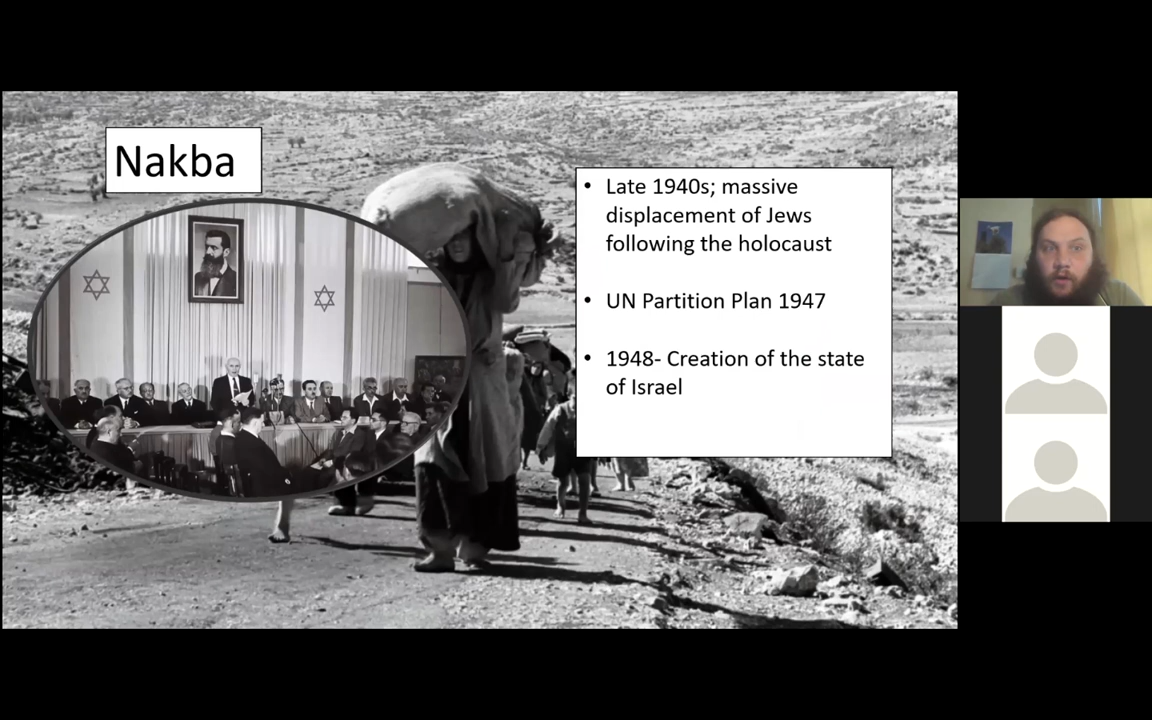 Nakba
• Late 1940s; massive
displacement of Jews
following the holocaust
• UN Partition Plan 1947
• 1948- Creation of the state
of Israel